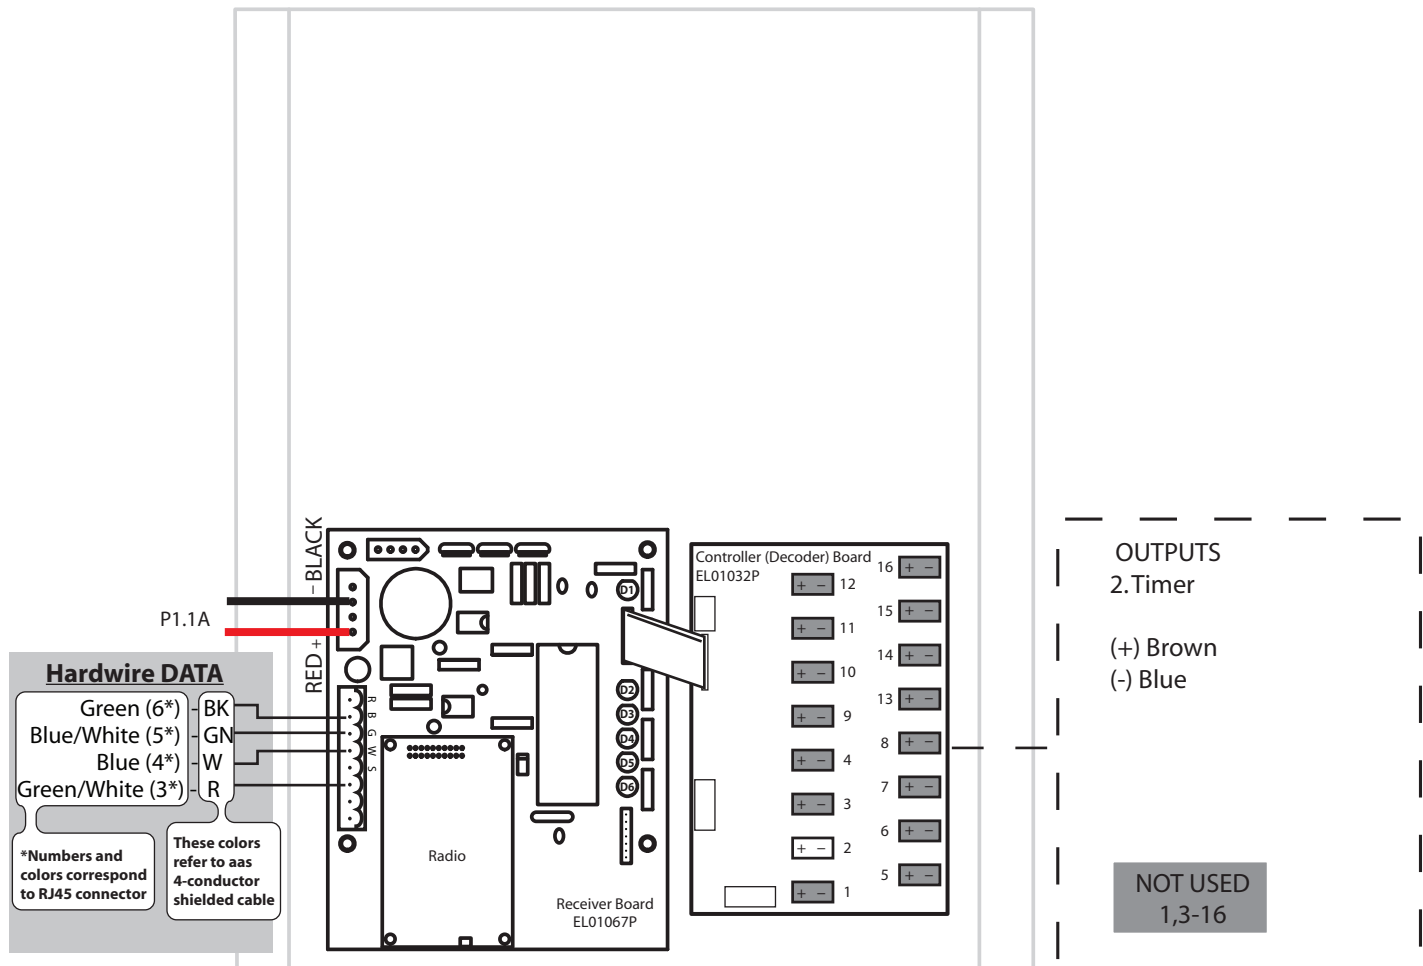 RED + – BLACK
P1.1A
Hardwire DATA
Green (6*) - BK
Blue/White (5*) - GN
Blue (4*) - W
Green/White (3*) - R
*Numbers and
colors correspond
to RJ45 connector
These colors
refer to aas
4-conductor
shielded cable
R
B
G
W
S
D1
D2
D3
D4
D5
D6
Radio
Receiver Board
EL01067P
Controller (Decoder) Board
EL01032P
+ - 12
+ - 11
+ - 10
+ - 9
+ - 4
+ - 3
+ - 2
+ - 1
16 + -
15 + -
14 + -
13 + -
8 + -
7 + -
6 + -
5 + -
OUTPUTS
2. Timer
(+) Brown
(-) Blue
NOT USED
1,3-16